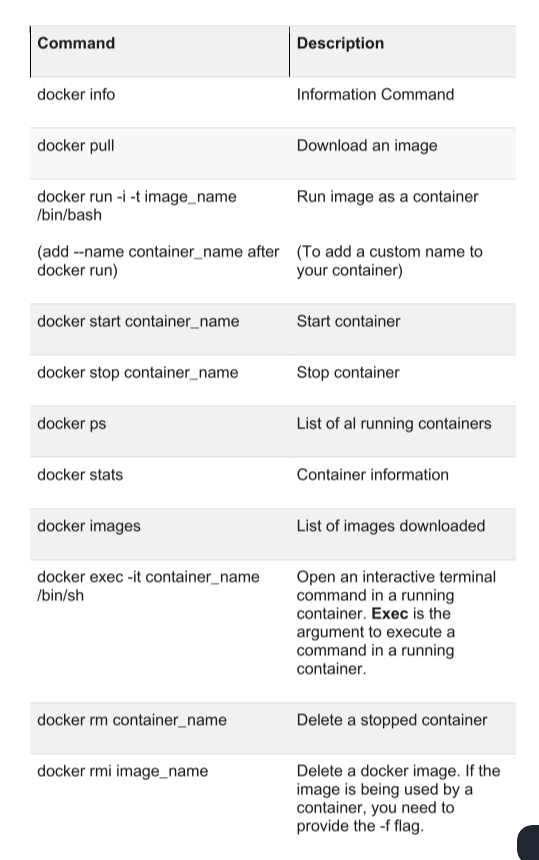 Command
Description
docker info
Information Command
docker pull
Download an image
docker run -i -t image_name
/bin/bash
(add --name container_name after
docker run)
Run image as a container
(To add a custom name to
your container)
docker start container_name
Start container
docker stop container_name
Stop container
docker ps
List of al running containers
docker stats
Container information
docker images
List of images downloaded
docker exec -it container_name
/bin/sh
Open an interactive terminal
command in a running
container. Exec is the
argument to execute a
command in a running
container.
docker rm container_name
Delete a stopped container
docker rmi image_name
Delete a docker image. If the
image is being used by a
container, you need to
provide the -f flag.